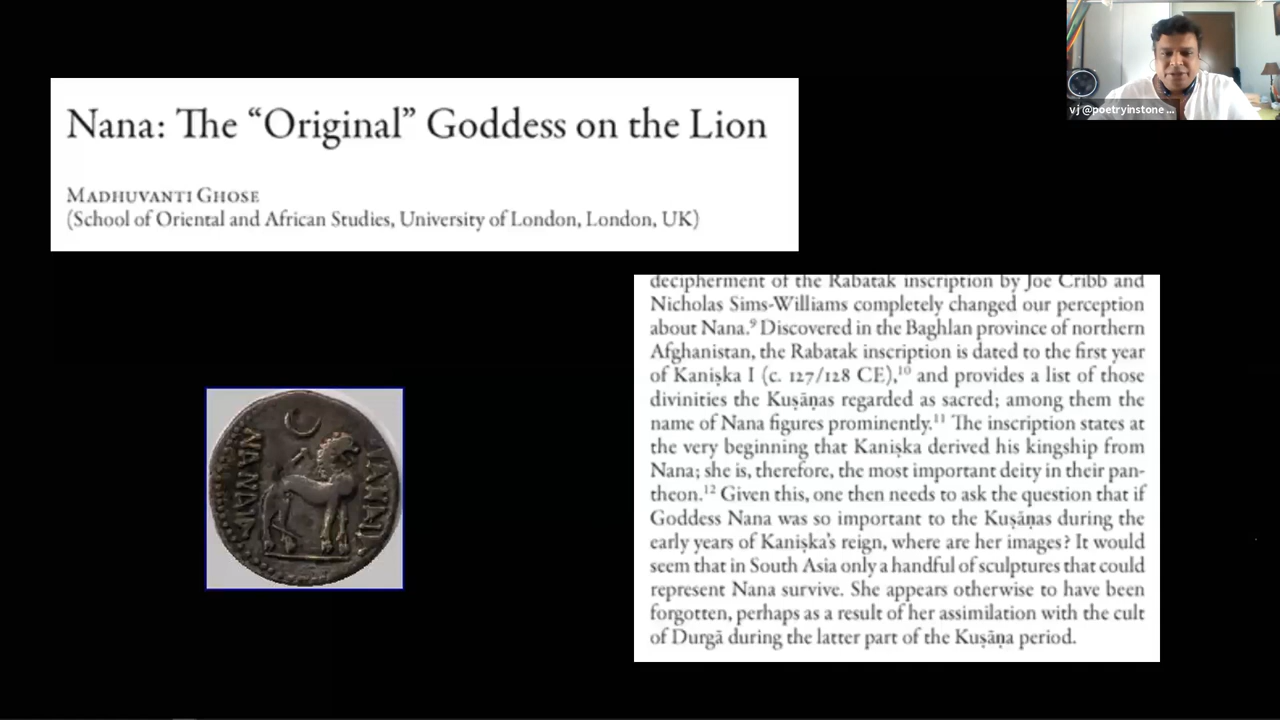 Nana: The “Original” Goddess on the Lion
MADHUVANTI GHOSE
(School of Oriental and African Studies, University of London, London, UK)
vj @poetryinstone ...
decipherment of the Rabatak inscription by Joe Cribb and
Nicholas Sims-Williams completely changed our perception
about Nana.⁹ Discovered in the Baghlan province of northern
Afghanistan, the Rabatak inscription is dated to the first year
of Kaniṣka I (c. 127/128 CE),¹⁰ and provides a list of those
divinities the Kuṣāṇas regarded as sacred; among them the
name of Nana figures prominently.¹¹ The inscription states at
the very beginning that Kaniṣka derived his kingship from
Nana; she is, therefore, the most important deity in their pan-
theon.¹² Given this, one then needs to ask the question that if
Goddess Nana was so important to the Kuṣāṇas during the
early years of Kaniṣka’s reign, where are her images? It would
seem that in South Asia only a handful of sculptures that could
represent Nana survive. She appears otherwise to have been
forgotten, perhaps as a result of her assimilation with the cult
of Durgā during the latter part of the Kuṣāṇa period.